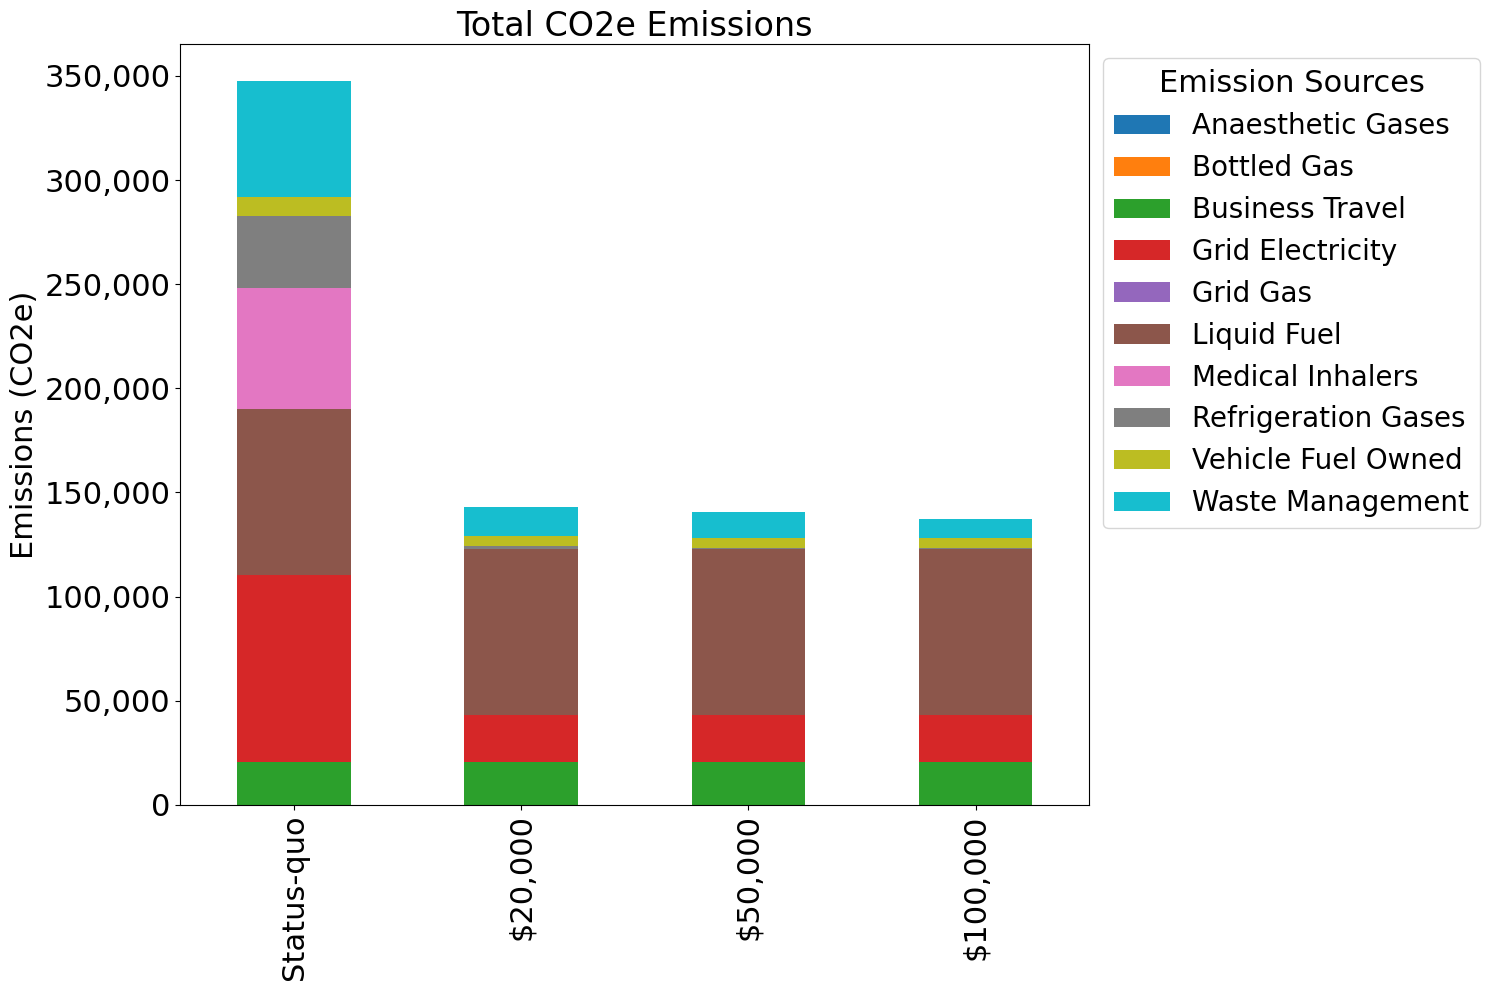 Total CO2e Emissions
Emissions (CO2e)
350,000
300,000
250,000
200,000
150,000
100,000
50,000
0
Status-quo
$20,000
$50,000
$100,000
Emission Sources
Anaesthetic Gases
Bottled Gas
Business Travel
Grid Electricity
Grid Gas
Liquid Fuel
Medical Inhalers
Refrigeration Gases
Vehicle Fuel Owned
Waste Management